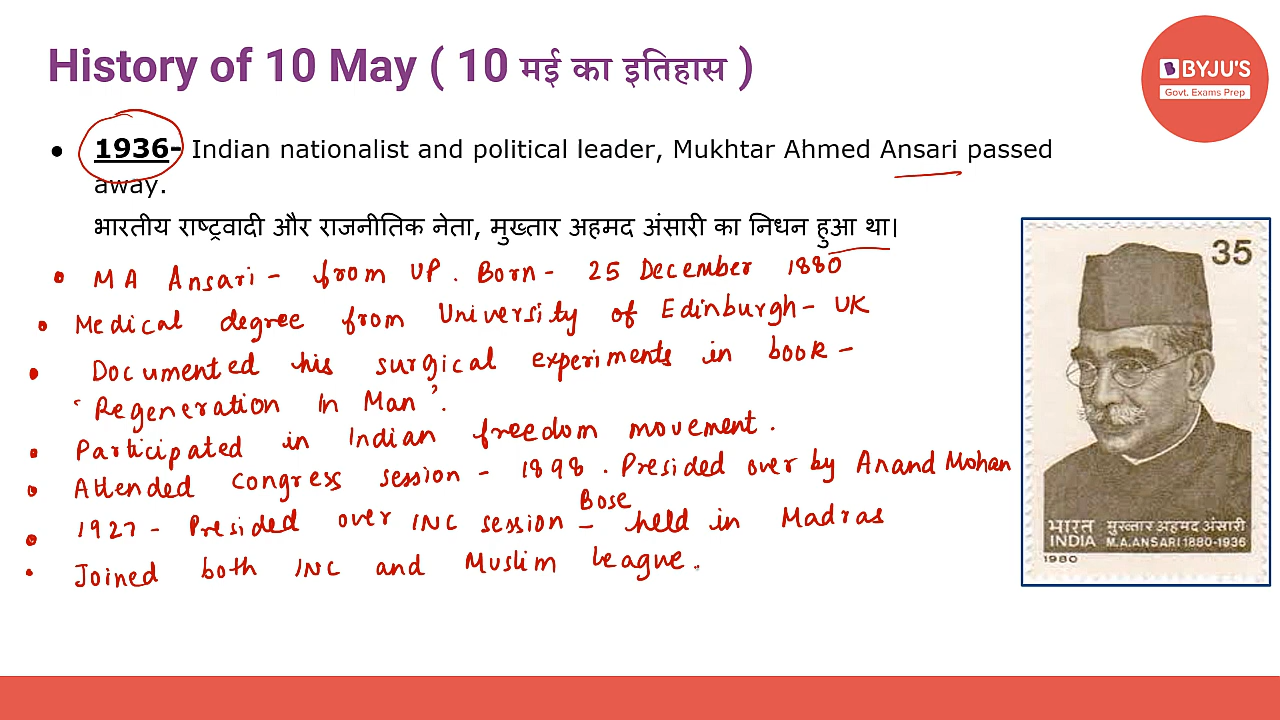 History of 10 May ( 10 मई का इतिहास )
BYJU'S
Govt. Exams Prep
● 1936- Indian nationalist and political leader, Mukhtar Ahmed Ansari passed
away.
भारतीय राष्ट्रवादी और राजनीतिक नेता, मुख्तार अहमद अंसारी का निधन हुआ था।
• MA Ansari - from UP. Born - 25 December 1880
• Medical degree from University of Edinburgh - UK
• Documented his surgical experiments in book -
‘Regeneration In Man’.
• Participated in Indian freedom movement.
• Attended Congress session - 1898. Presided over by Anand Mohan
Bose
• 1927 - Presided over INC session - held in Madras
• Joined both INC and Muslim League.
35
भारत मुख्तार अहमद अंसारी
INDIA M.A.ANSARI 1880-1936
1980